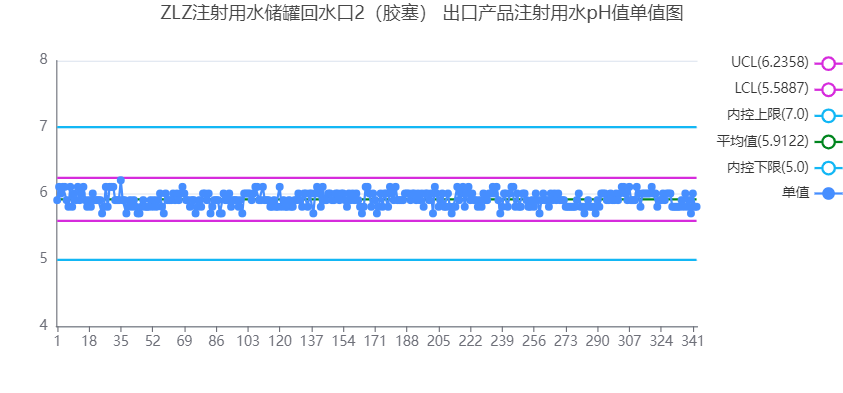 ZLZ注射用水储罐回水口2（胶塞） 出口产品注射用水pH值单值图
8
7
6
5
4
1 18 35 52 69 86 103 120 137 154 171 188 205 222 239 256 273 290 307 324 341
UCL(6.2358)
LCL(5.5887)
内控上限(7.0)
平均值(5.9122)
内控下限(5.0)
单值